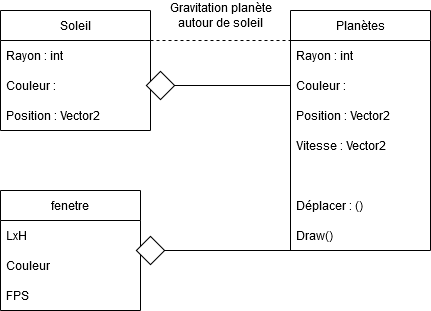 Gravitation planète
autour de soleil
Soleil
Rayon : int
Couleur :
Position : Vector2
Planètes
Rayon : int
Couleur :
Position : Vector2
Vitesse : Vector2
Déplacer : ()
Draw()
fenetre
LxH
Couleur
FPS